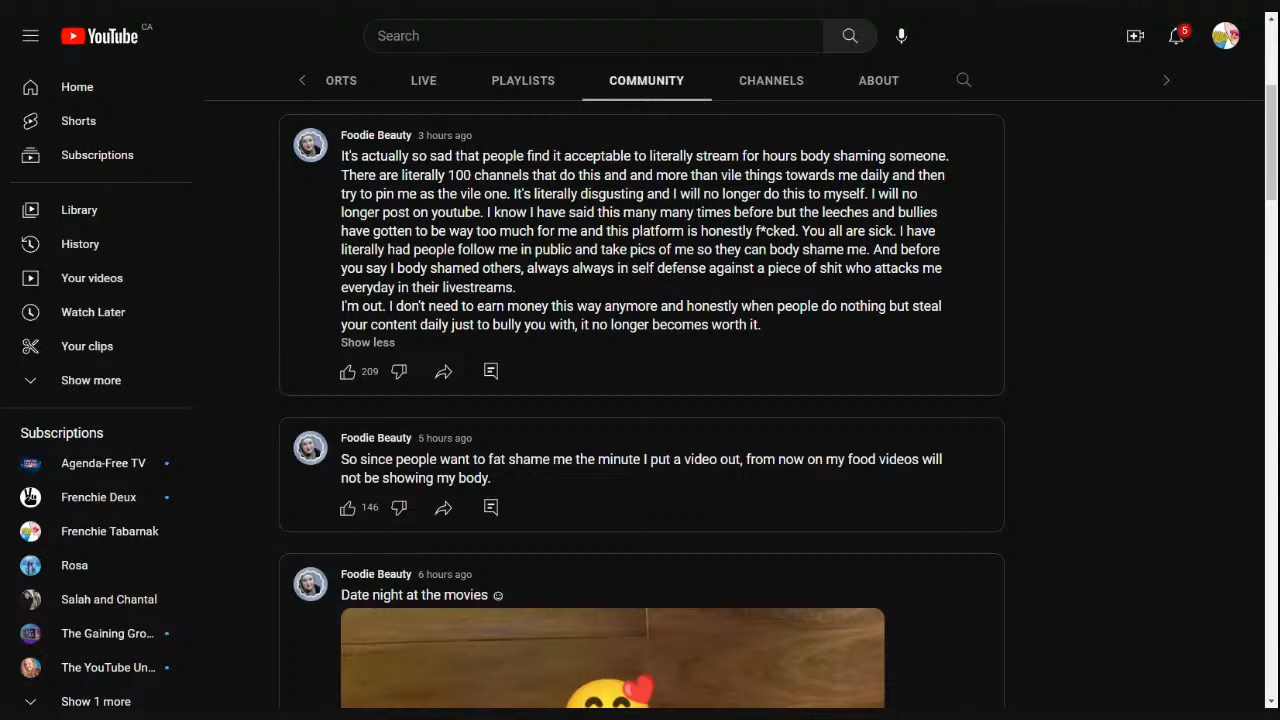 YouTube CA
Search
5
Home
Shorts
Subscriptions
Library
History
Your videos
Watch Later
Your clips
Show more
Subscriptions
Agenda-Free TV
Frenchie Deux
Frenchie Tabarnak
Rosa
Salah and Chantal
The Gaining Gro...
The YouTube Un...
Show 1 more
ORTS LIVE PLAYLISTS COMMUNITY CHANNELS ABOUT
Foodie Beauty 3 hours ago
It's actually so sad that people find it acceptable to literally stream for hours body shaming someone.
There are literally 100 channels that do this and and more than vile things towards me daily and then
try to pin me as the vile one. It's literally disgusting and I will no longer do this to myself. I will no
longer post on youtube. I know I have said this many many times before but the leeches and bullies
have gotten to be way too much for me and this platform is honestly f*cked. You all are sick. I have
literally had people follow me in public and take pics of me so they can body shame me. And before
you say I body shamed others, always always in self defense against a piece of shit who attacks me
everyday in their livestreams.
I'm out. I don't need to earn money this way anymore and honestly when people do nothing but steal
your content daily just to bully you with, it no longer becomes worth it.
Show less
209
Foodie Beauty 5 hours ago
So since people want to fat shame me the minute I put a video out, from now on my food videos will
not be showing my body.
146
Foodie Beauty 6 hours ago
Date night at the movies ☺